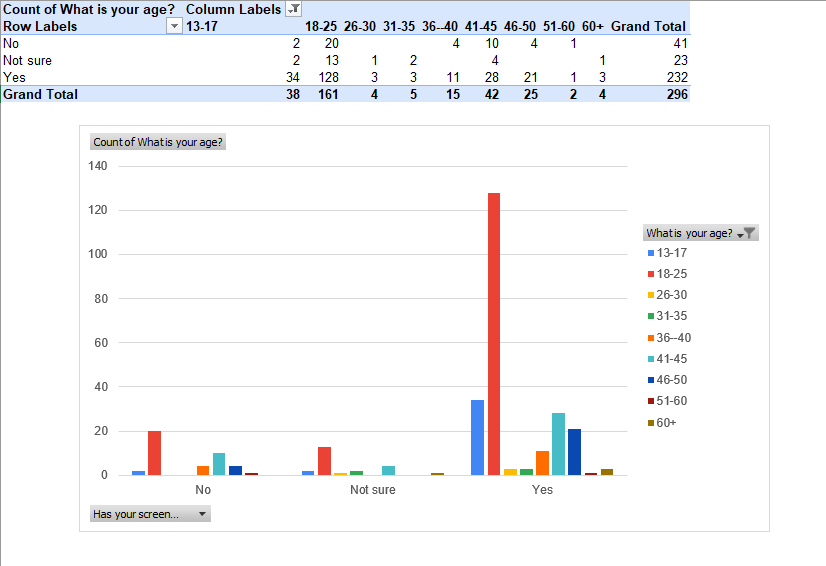 Count of What is your age? Column Labels
Row Labels 13-17 18-25 26-30 31-35 36--40 41-45 46-50 51-60 60+ Grand Total
No 2 20 4 10 4 1 41
Not sure 2 13 1 2 4 1 23
Yes 34 128 3 3 11 28 21 1 3 232
Grand Total 38 161 4 5 15 42 25 2 4 296
Count of What is your age?
140
120
100
80
60
40
20
0
No Not sure Yes
Has your screen...
What is your age?
13-17
18-25
26-30
31-35
36--40
41-45
46-50
51-60
60+